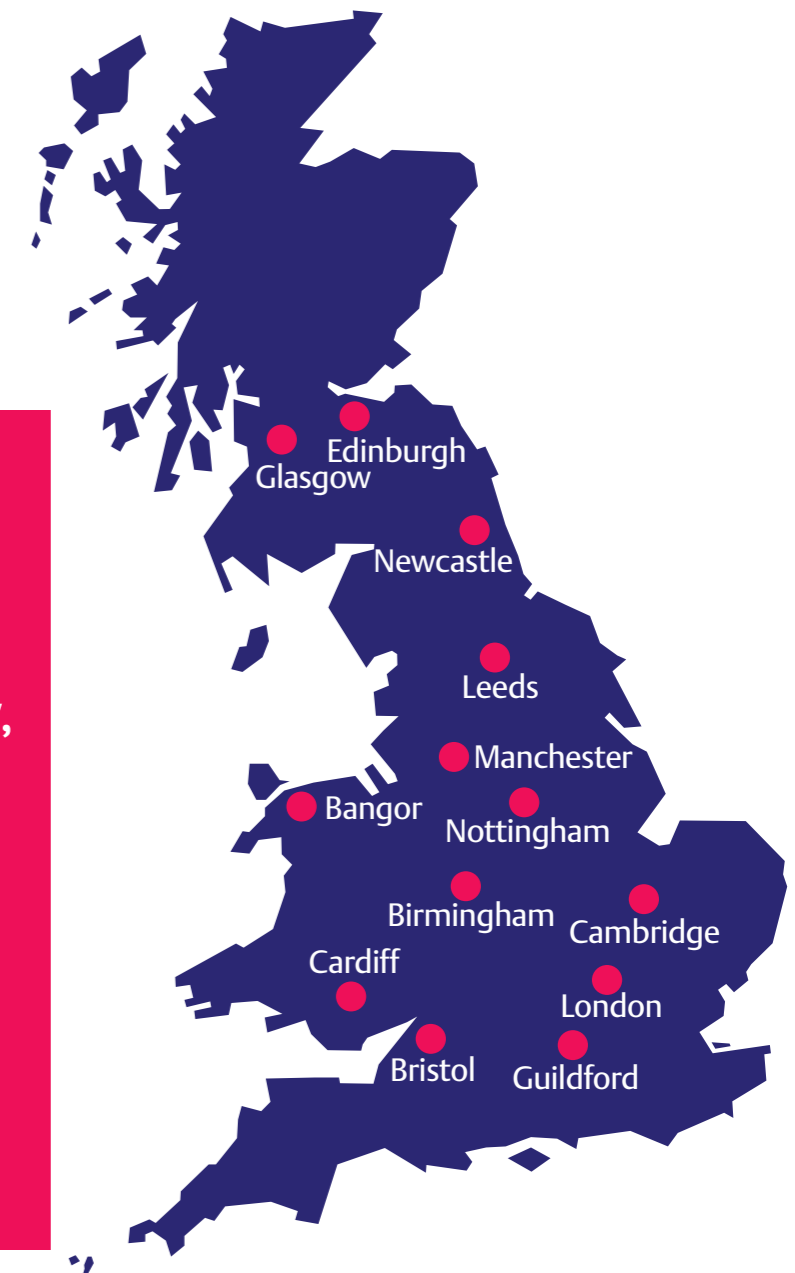 Edinburgh
Glasgow
Newcastle
Leeds
,
Manchester
Bangor
Nottingham
Birmingham
Cambridge
Cardiff
London
Bristol
Guildford